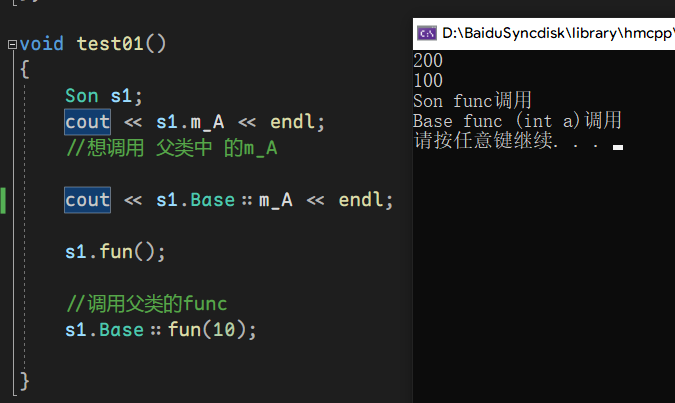 void test01()
{
Son s1;
cout << s1.m_A << endl;
//想调用 父类中 的m_A
cout << s1.Base::m_A << endl;
s1.fun();
//调用父类的func
s1.Base::fun(10);
}
D:\BaiduSyncdisk\library\hmcpp\
200
100
Son func调用
Base func (int a)调用
请按任意键继续. . .